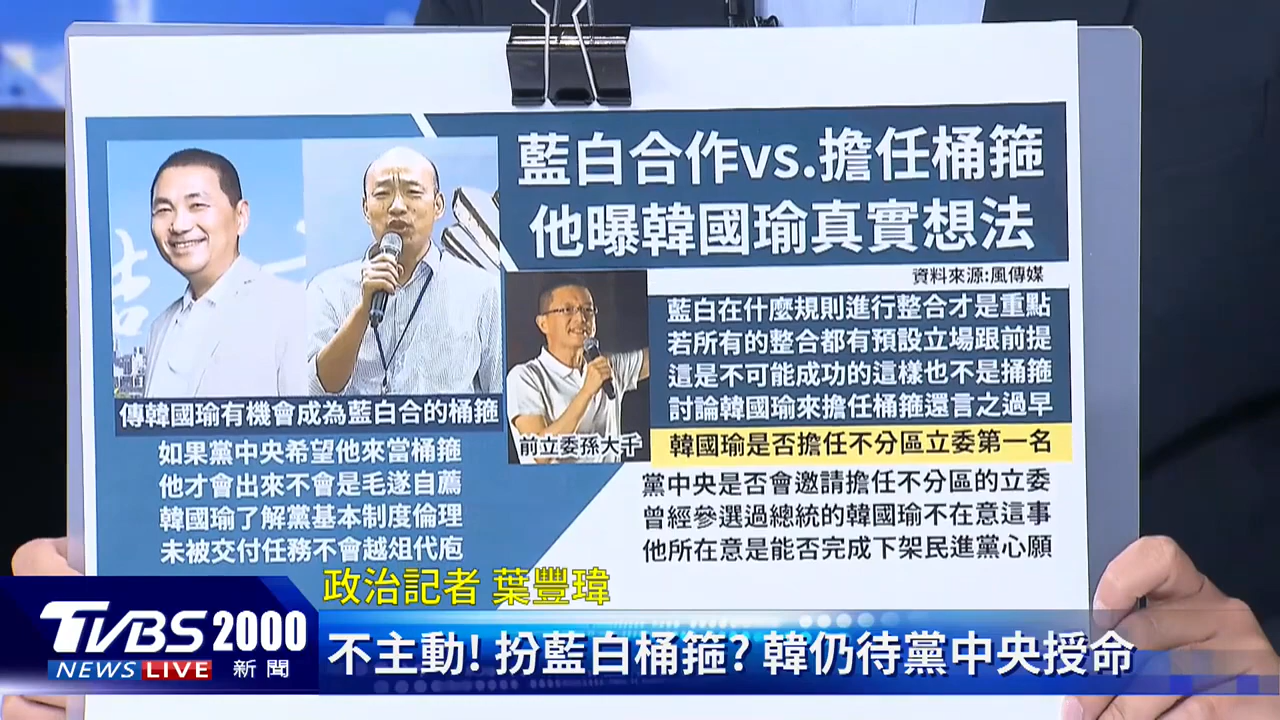 藍白合作vs.擔任桶箍
他曝韓國瑜真實想法
資料來源:風傳媒
藍白在什麼規則進行整合才是重點
若所有的整合都有預設立場跟前提
這是不可能成功的這樣也不是捅箍
討論韓國瑜來擔任桶箍還言之過早
前立委孫大千
韓國瑜是否擔任不分區立委第一名
黨中央是否會邀請擔任不分區的立委
曾經參選過總統的韓國瑜不在意這事
他所在意是能否完成下架民進黨心願
傳韓國瑜有機會成為藍白合的桶箍
如果黨中央希望他來當桶箍
他才會出來不會是毛遂自薦
韓國瑜了解黨基本制度倫理
未被交付任務不會越俎代庖
政治記者 葉豐瑋
TVBS 2000
NEWS LIVE 新聞
不主動! 扮藍白桶箍? 韓仍待黨中央授命